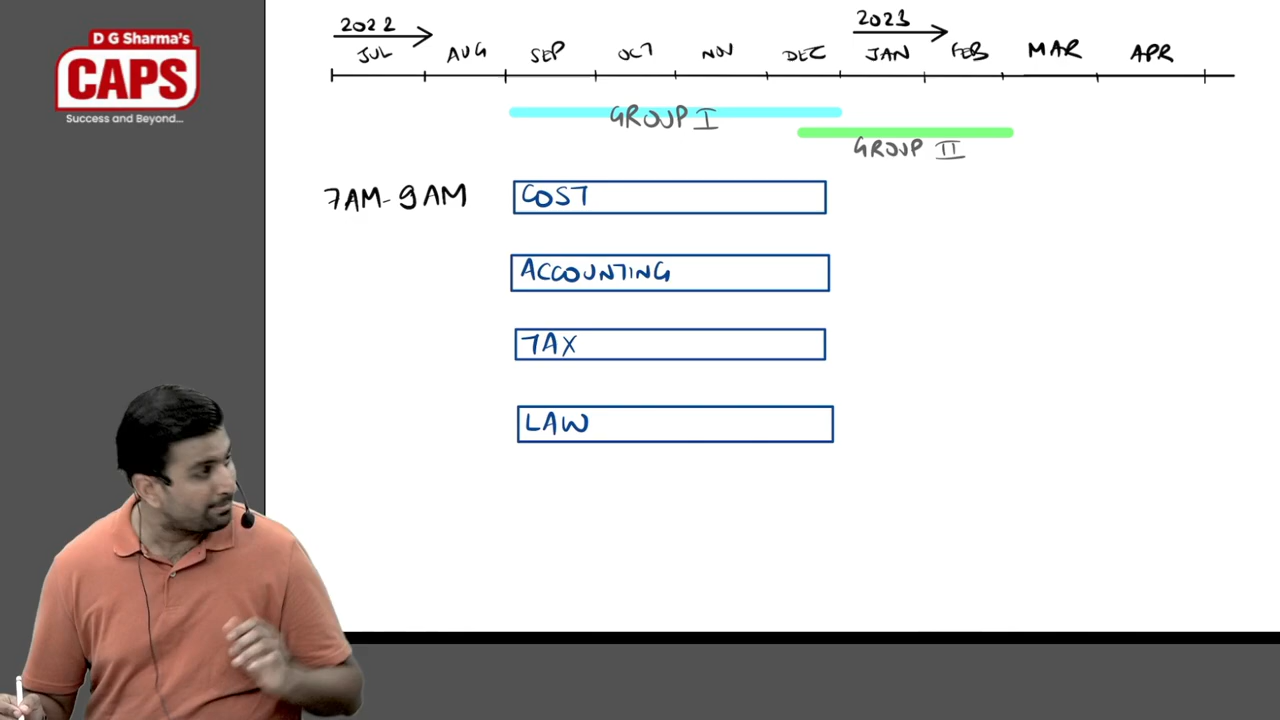 D G Sharma's
CAPS
Success and Beyond...
2022 2023
JUL AUG SEP OCT NOV DEC JAN FEB MAR APR
GROUP I
GROUP II
7AM-9AM COST
ACCOUNTING
TAX
LAW